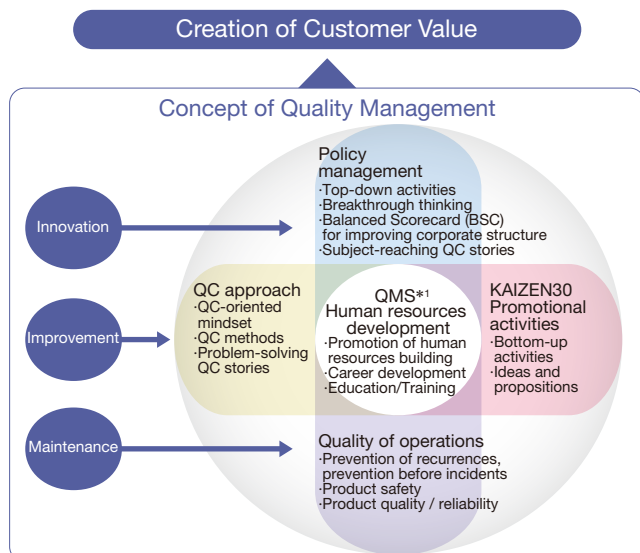 Creation of Customer Value
Concept of Quality Management
Policy
management
·Top-down activities
·Breakthrough thinking
·Balanced Scorecard (BSC)
for improving corporate structure
·Subject-reaching QC stories
Innovation
QC approach
·QC-oriented
mindset
·QC methods
·Problem-solving
QC stories
Improvement
QMS*1
Human resources
development
·Promotion of human
resources building
·Career development
·Education/Training
KAIZEN30
Promotional
activities
·Bottom-up
activities
·Ideas and
propositions
Maintenance
Quality of operations
·Prevention of recurrences,
prevention before incidents
·Product safety
·Product quality / reliability